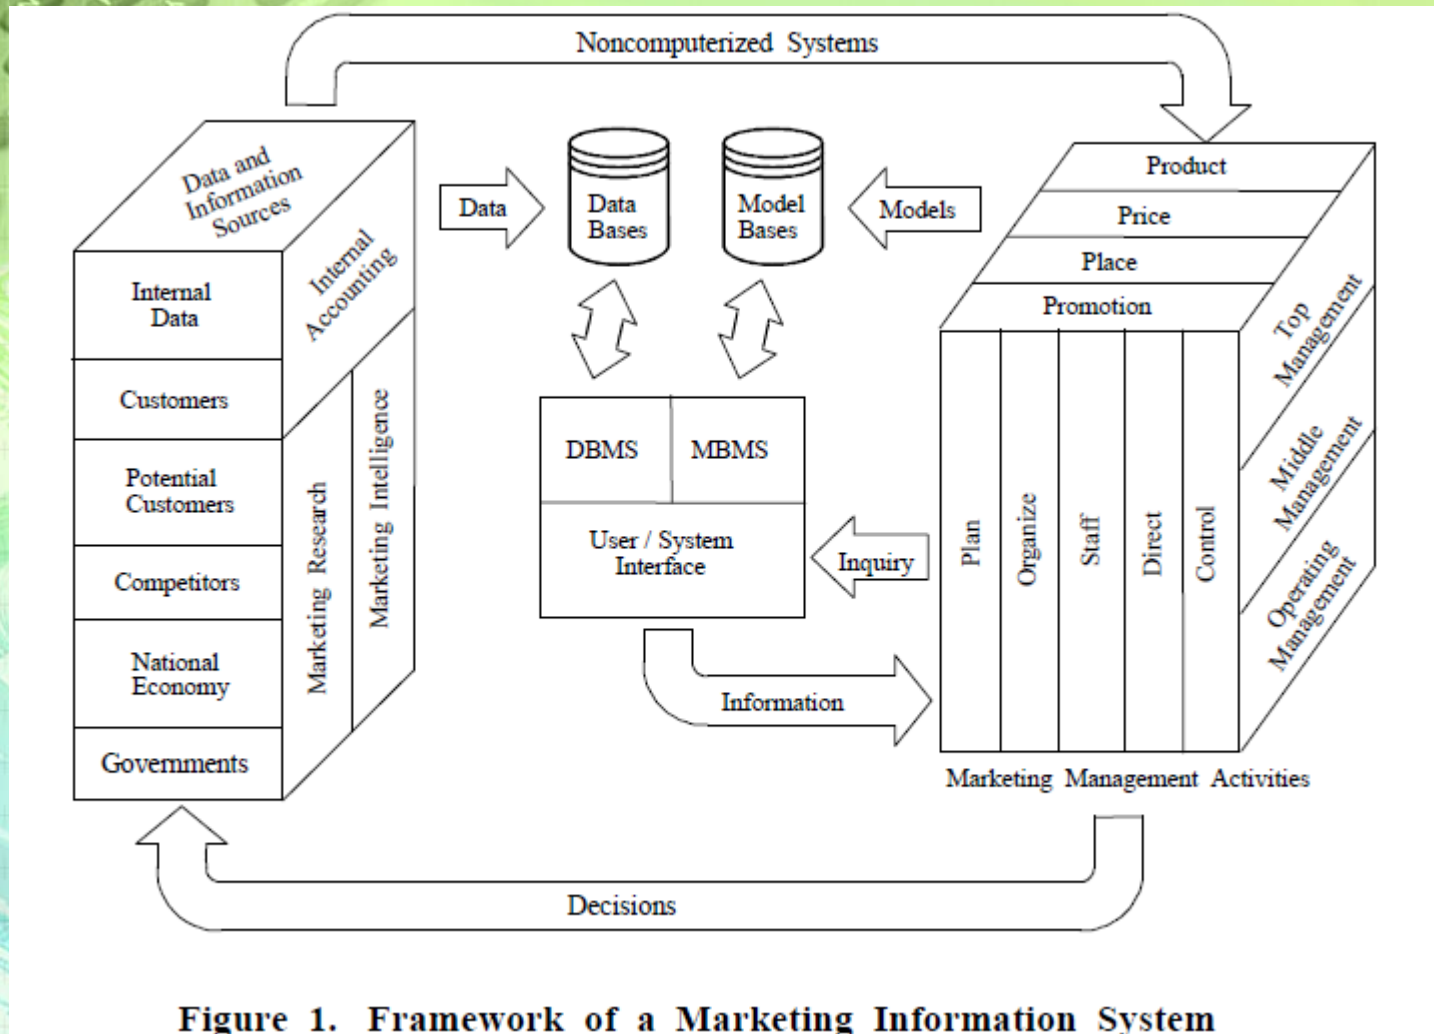 Noncomputerized Systems
Data and
Information
Sources
Internal
Accounting
Internal
Data
Customers
Potential
Customers
Competitors
National
Economy
Governments
Marketing Research
Marketing Intelligence
Data
Data
Bases
Model
Bases
Models
DBMS
MBMS
User / System
Interface
Inquiry
Information
Product
Price
Place
Promotion
Plan
Organize
Staff
Direct
Control
Top
Management
Middle
Management
Operating
Management
Marketing Management Activities
Decisions
Figure 1. Framework of a Marketing Information System